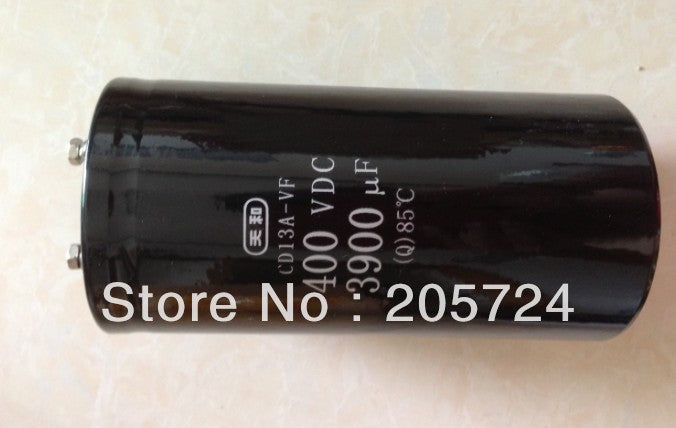 天和
CD13A-VF
400 VDC
3900 μF
(Q)85℃
Store No : 205724